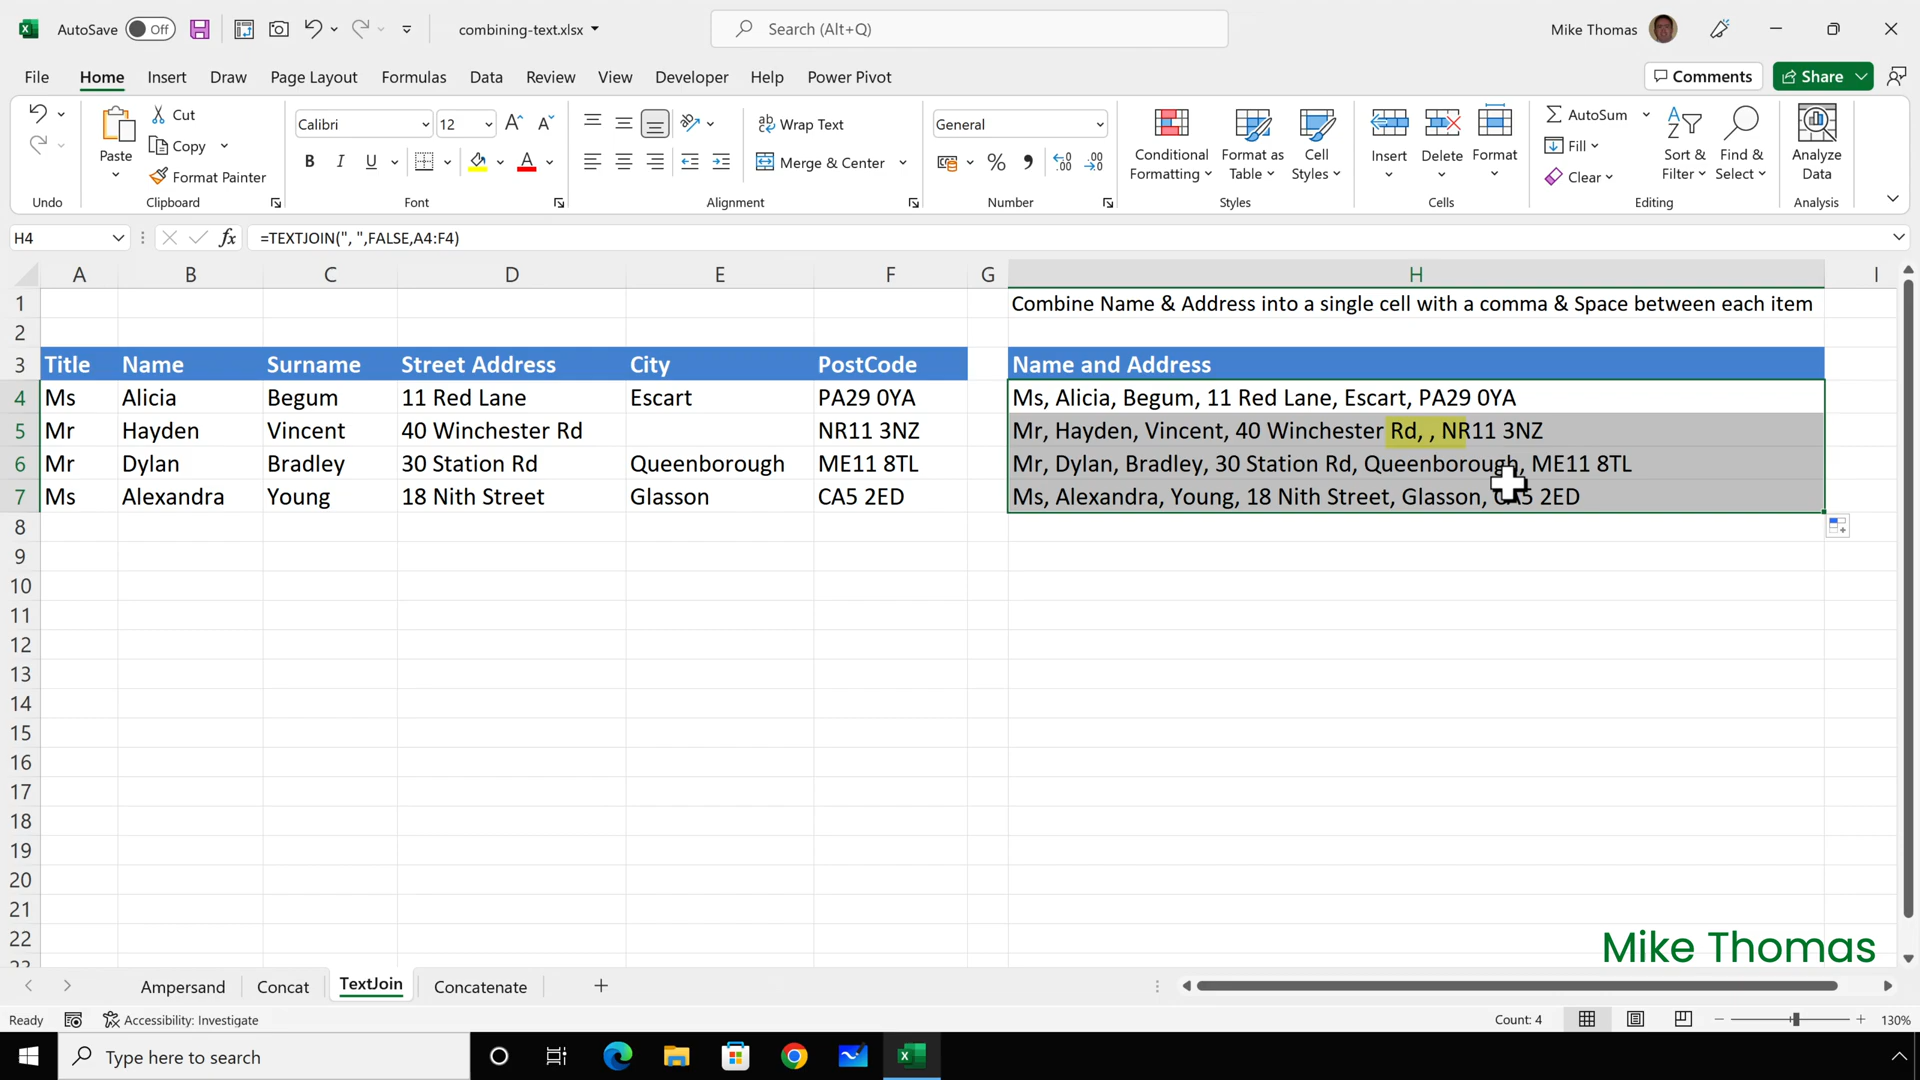 AutoSave Off combining-text.xlsx Search (Alt+Q) Mike Thomas
File Home Insert Draw Page Layout Formulas Data Review View Developer Help Power Pivot Comments Share
Paste Cut Copy Format Painter
Calibri 12
Wrap Text
Merge & Center
General
Conditional Formatting Format as Table Cell Styles
Insert Delete Format
AutoSum Fill Clear
Sort & Filter Find & Select
Analyze Data
Undo Clipboard Font Alignment Number Styles Cells Editing Analysis
H4 fx =TEXTJOIN(", ",FALSE,A4:F4)
A B C D E F G H I
1 Combine Name & Address into a single cell with a comma & Space between each item
2
3 Title Name Surname Street Address City PostCode Name and Address
4 Ms Alicia Begum 11 Red Lane Escart PA29 0YA Ms, Alicia, Begum, 11 Red Lane, Escart, PA29 0YA
5 Mr Hayden Vincent 40 Winchester Rd NR11 3NZ Mr, Hayden, Vincent, 40 Winchester Rd, , NR11 3NZ
6 Mr Dylan Bradley 30 Station Rd Queenborough ME11 8TL Mr, Dylan, Bradley, 30 Station Rd, Queenborough, ME11 8TL
7 Ms Alexandra Young 18 Nith Street Glasson CA5 2ED Ms, Alexandra, Young, 18 Nith Street, Glasson, CA5 2ED
8
9
10
11
12
13
14
15
16
17
18
19
20
21
22
Mike Thomas
Ampersand Concat TextJoin Concatenate
Ready Accessibility: Investigate Count: 4 130%
Type here to search